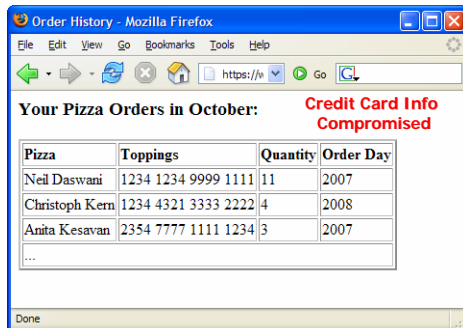 Order History - Mozilla Firefox
File Edit View Go Bookmarks Tools Help
https:// Go G
Your Pizza Orders in October:
Credit Card Info
Compromised
Pizza Toppings Quantity Order Day
Neil Daswani 1234 1234 9999 1111 11 2007
Christoph Kern 1234 4321 3333 2222 4 2008
Anita Kesavan 2354 7777 1111 1234 3 2007
...
Done